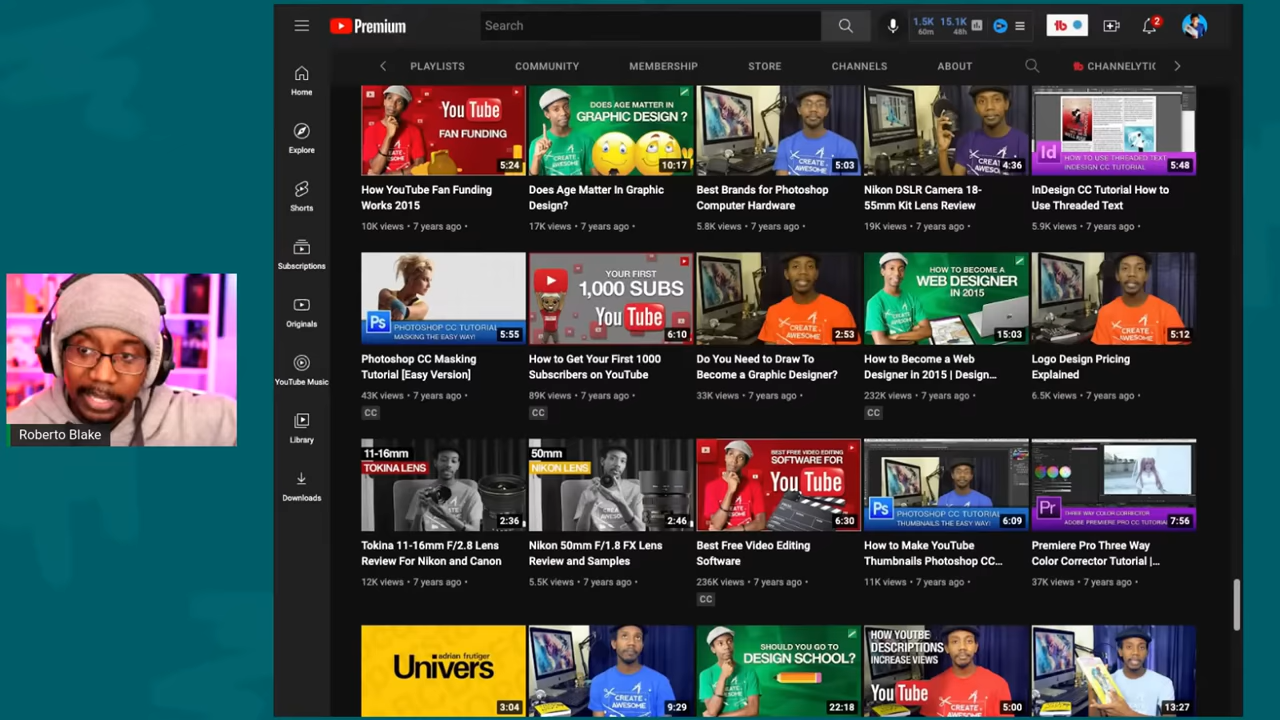 Premium
Search
1.5K 15.1K
60m 48h
tb
2
PLAYLISTS COMMUNITY MEMBERSHIP STORE CHANNELS ABOUT CHANNELYTIC
Home
Explore
Shorts
Subscriptions
Originals
YouTube Music
Library
Downloads
YouTube
FAN FUNDING
5:24
DOES AGE MATTER IN
GRAPHIC DESIGN ?
10:17
CREATE
AWESOME
5:03
4:36
Id
HOW TO USE THREADED TEXT
INDESIGN CC TUTORIAL
5:48
How YouTube Fan Funding
Works 2015
10K views • 7 years ago •
Does Age Matter In Graphic
Design?
17K views • 7 years ago •
Best Brands for Photoshop
Computer Hardware
5.8K views • 7 years ago •
Nikon DSLR Camera 18-
55mm Kit Lens Review
19K views • 7 years ago •
InDesign CC Tutorial How to
Use Threaded Text
5.9K views • 7 years ago •
Ps
PHOTOSHOP CC TUTORIAL
MASKING THE EASY WAY!
5:55
YOUR FIRST
1,000 SUBS
YouTube
6:10
CREATE
AWESOME
2:53
HOW TO BECOME A
WEB DESIGNER
IN 2015
15:03
CREATE
AWESOME
5:12
Photoshop CC Masking
Tutorial [Easy Version]
43K views • 7 years ago •
CC
How to Get Your First 1000
Subscribers on YouTube
89K views • 7 years ago •
CC
Do You Need to Draw To
Become a Graphic Designer?
33K views • 7 years ago •
How to Become a Web
Designer in 2015 | Design...
232K views • 7 years ago •
CC
Logo Design Pricing
Explained
6.5K views • 7 years ago •
Roberto Blake
11-16mm
TOKINA LENS
2:36
50mm
NIKON LENS
2:46
BEST FREE VIDEO EDITING
SOFTWARE FOR
YouTube
6:30
Ps
PHOTOSHOP CC TUTORIAL
THUMBNAILS THE EASY WAY!
6:09
Pr
THREE WAY COLOR CORRECTOR
ADOBE PREMIERE PRO CC TUTORIAL
7:56
Tokina 11-16mm F/2.8 Lens
Review For Nikon and Canon
12K views • 7 years ago •
Nikon 50mm F/1.8 FX Lens
Review and Samples
5.5K views • 7 years ago •
Best Free Video Editing
Software
236K views • 7 years ago •
CC
How to Make YouTube
Thumbnails Photoshop CC...
11K views • 7 years ago •
Premiere Pro Three Way
Color Corrector Tutorial |...
37K views • 7 years ago •
adrian frutiger
Univers
3:04
CREATE
AWESOME
9:29
SHOULD YOU GO TO
DESIGN SCHOOL?
22:18
HOW YOUTBE
DESCRIPTIONS
INCREASE VIEWS
YouTube
5:00
13:27